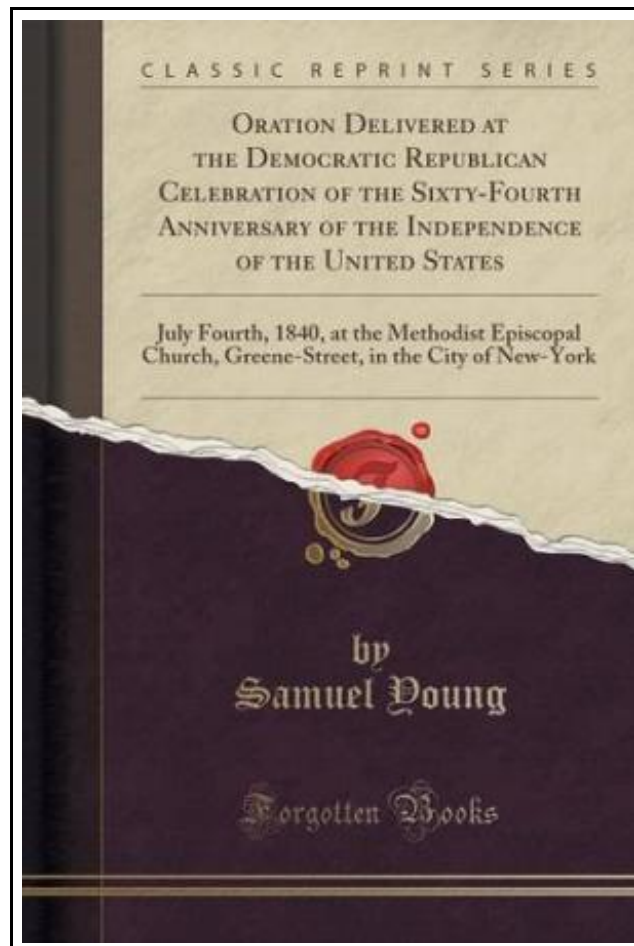 CLASSIC REPRINT SERIES
ORATION DELIVERED AT
THE DEMOCRATIC REPUBLICAN
CELEBRATION OF THE SIXTY-FOURTH
ANNIVERSARY OF THE INDEPENDENCE
OF THE UNITED STATES
July Fourth, 1840, at the Methodist Episcopal
Church, Greene-Street, in the City of New-York
by
Samuel Young
Forgotten Books